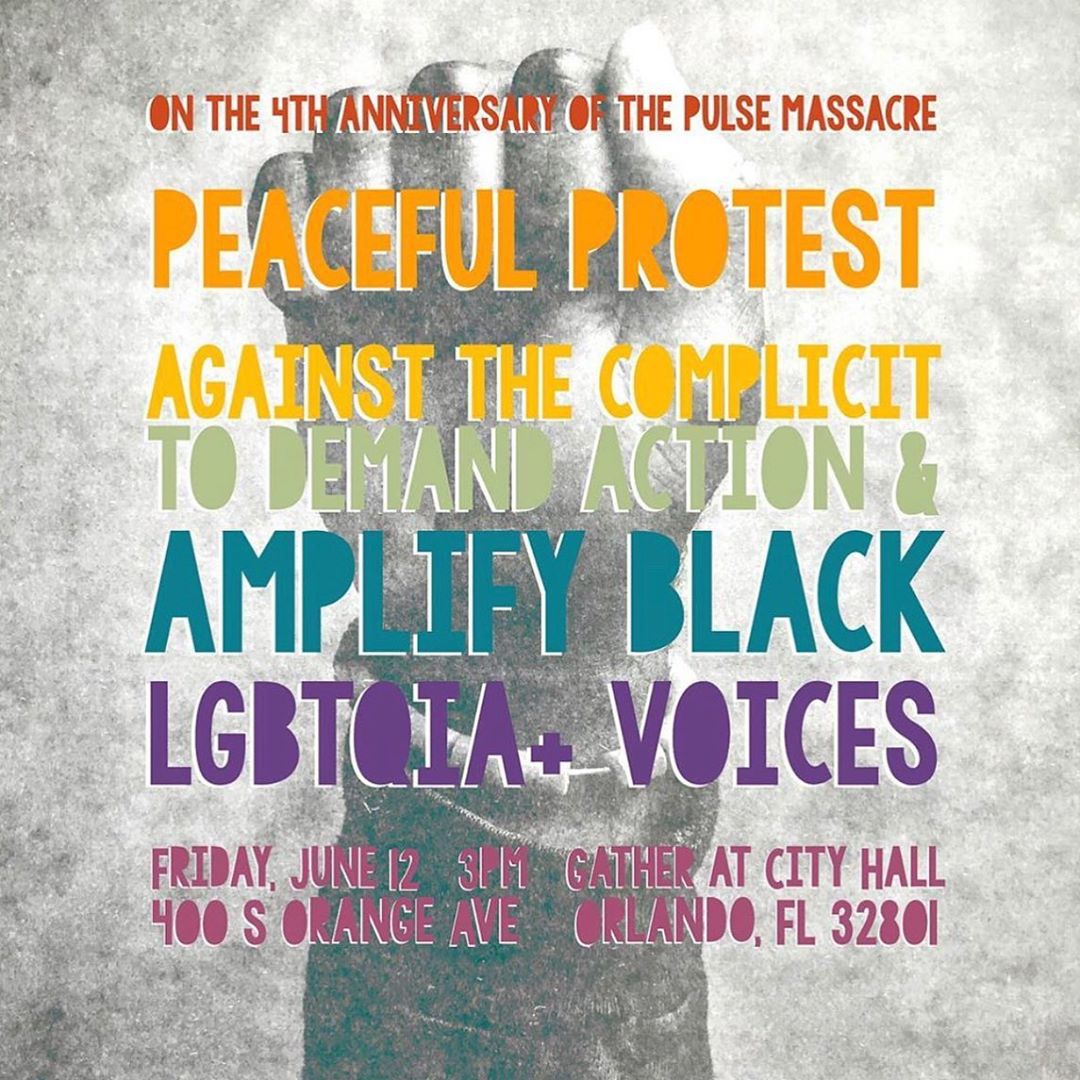 ON THE 4TH ANNIVERSARY OF THE PULSE MASSACRE
PEACEFUL PROTEST
AGAINST THE COMPLICIT
TO DEMAND ACTION &
AMPLIFY BLACK
LGBTQIA+ VOICES
FRIDAY, JUNE 12 3PM GATHER AT CITY HALL
400 S ORANGE AVE ORLANDO, FL 32801